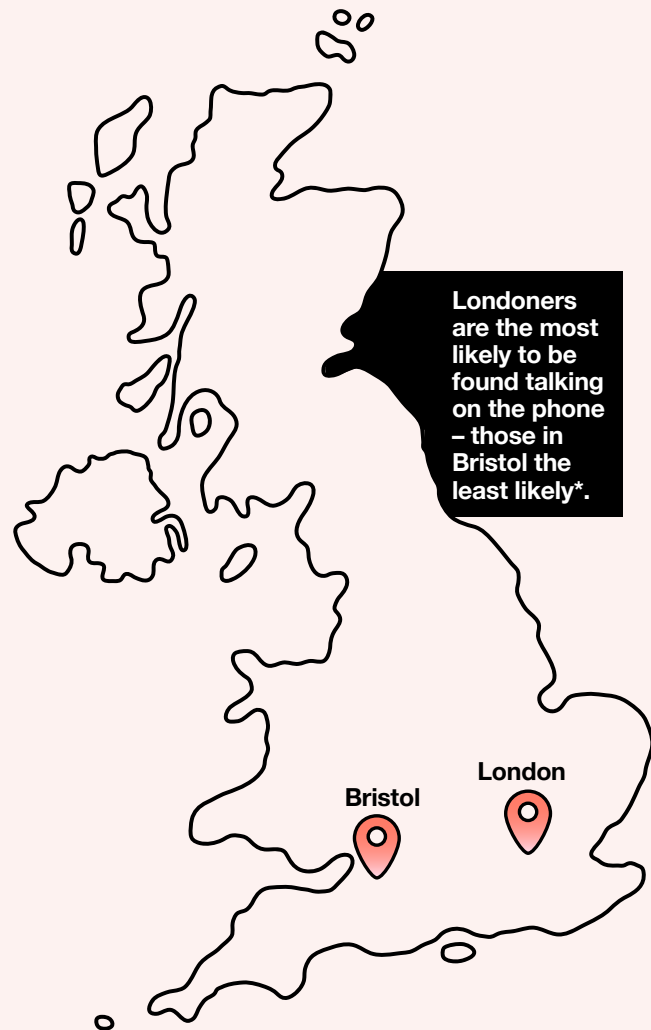 Londoners
are the most
likely to be
found talking
on the phone
– those in
Bristol the
least likely*.
London
Bristol